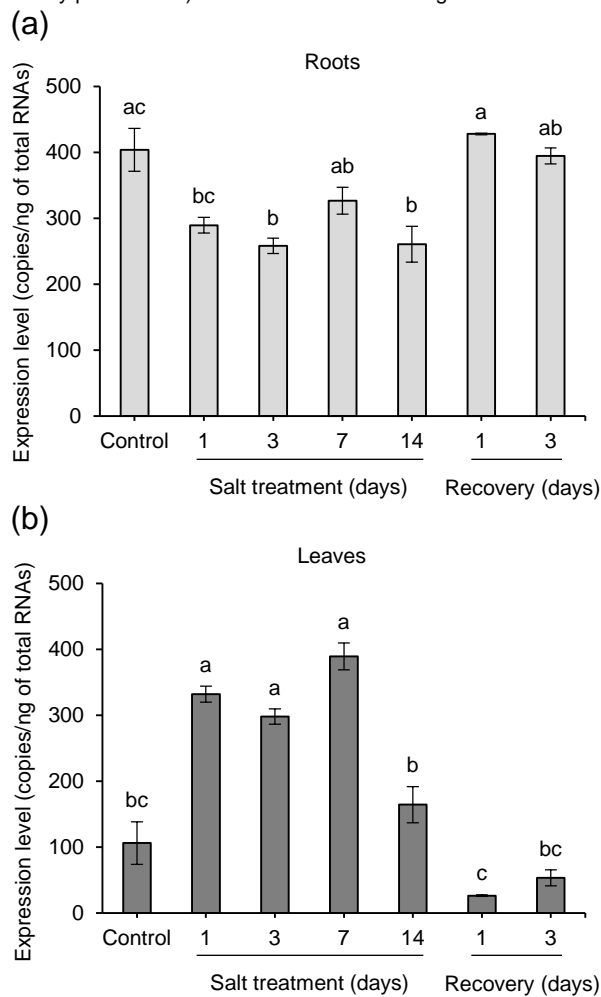 (a)
Roots
Expression level (copies/ng of total RNAs)
500
400
300
200
100
0
ac
bc
b
ab
b
a
ab
Control 1 3 7 14 1 3
Salt treatment (days) Recovery (days)
(b)
Leaves
Expression level (copies/ng of total RNAs)
500
400
300
200
100
0
bc
a
a
a
b
c
bc
Control 1 3 7 14 1 3
Salt treatment (days) Recovery (days)